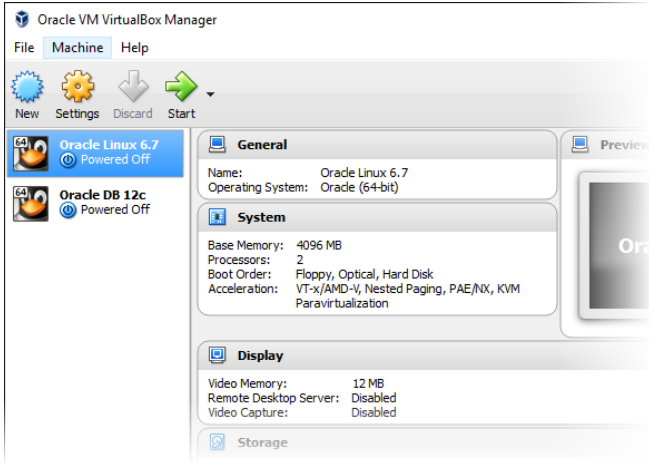 Oracle VM VirtualBox Manager
File Machine Help
New Settings Discard Start
64 Oracle Linux 6.7
Powered Off
64 Oracle DB 12c
Powered Off
General
Name: Oracle Linux 6.7
Operating System: Oracle (64-bit)
System
Base Memory: 4096 MB
Processors: 2
Boot Order: Floppy, Optical, Hard Disk
Acceleration: VT-x/AMD-V, Nested Paging, PAE/NX, KVM
Paravirtualization
Preview
Ora
Display
Video Memory: 12 MB
Remote Desktop Server: Disabled
Video Capture: Disabled
Storage